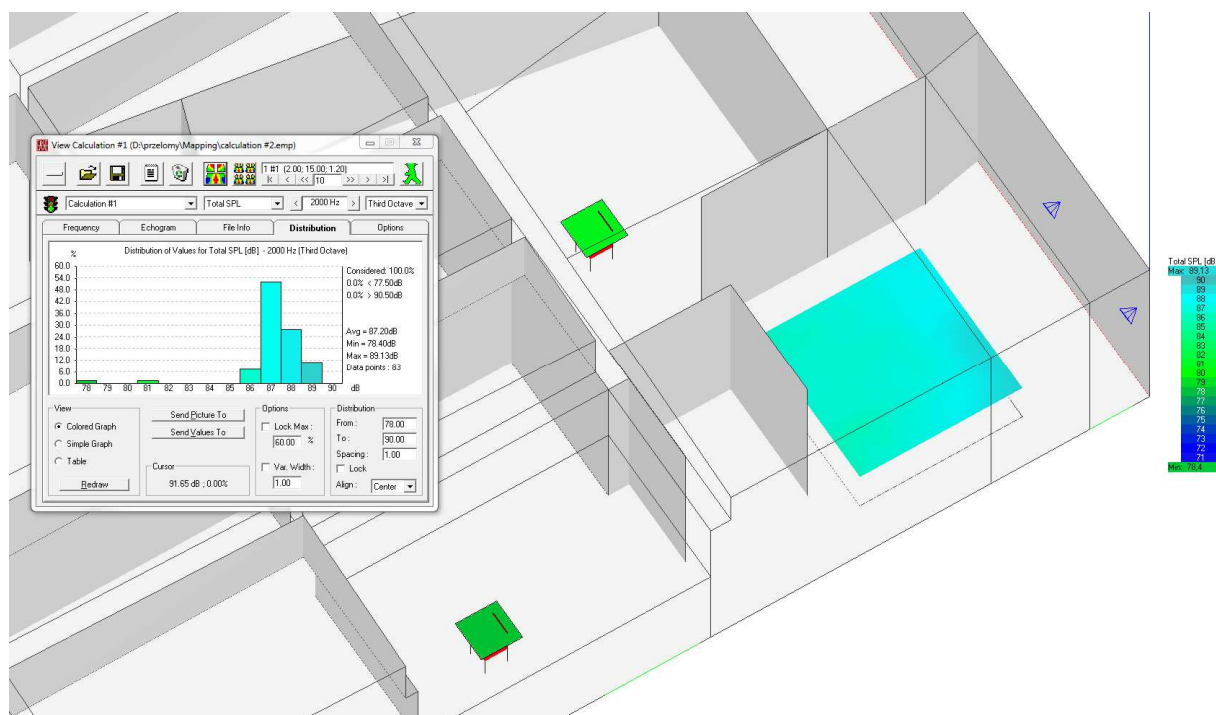 View Calculation #1 (D:\przelomy\Mapping\calculation #2.emp)
1 #1 (2.00; 15.00; 1.20)
|< < << 10 >> > >|
Calculation #1 Total SPL < 2000 Hz > Third Octave
Frequency Echogram File Info Distribution Options
Distribution of Values for Total SPL [dB] - 2000 Hz (Third Octave)
%
60.0
54.0
48.0
42.0
36.0
30.0
24.0
18.0
12.0
6.0
0.0
78 79 80 81 82 83 84 85 86 87 88 89 90 dB
Considered: 100.0%
0.0% < 77.50dB
0.0% > 90.50dB
Avg = 87.20dB
Min = 78.40dB
Max = 89.13dB
Data points : 83
View
Colored Graph
Simple Graph
Table
Redraw
Send Picture To
Send Values To
Cursor
91.65 dB ; 0.00%
Options
Lock Max :
60.00 %
Var. Width :
1.00
Distribution
From : 78.00
To : 90.00
Spacing : 1.00
Lock
Align : Center
Total SPL [dB
Max: 89,13
90
89
88
87
86
85
84
83
82
81
80
79
78
77
76
75
74
73
72
71
Min: 78,4